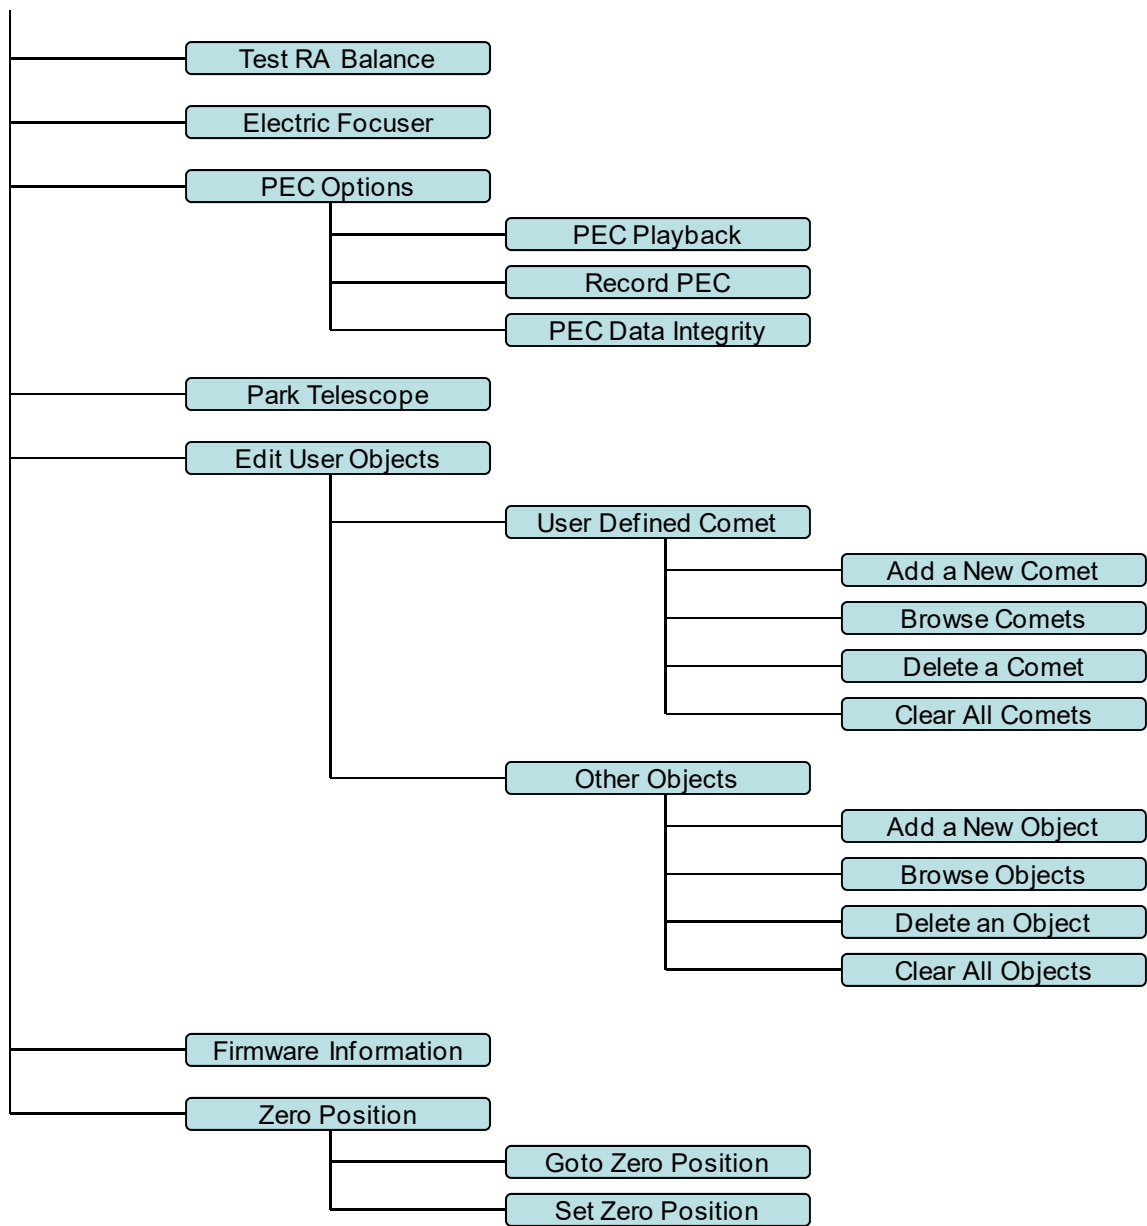 Test RA Balance
Electric Focuser
PEC Options
PEC Playback
Record PEC
PEC Data Integrity
Park Telescope
Edit User Objects
User Defined Comet
Add a New Comet
Browse Comets
Delete a Comet
Clear All Comets
Other Objects
Add a New Object
Browse Objects
Delete an Object
Clear All Objects
Firmware Information
Zero Position
Goto Zero Position
Set Zero Position